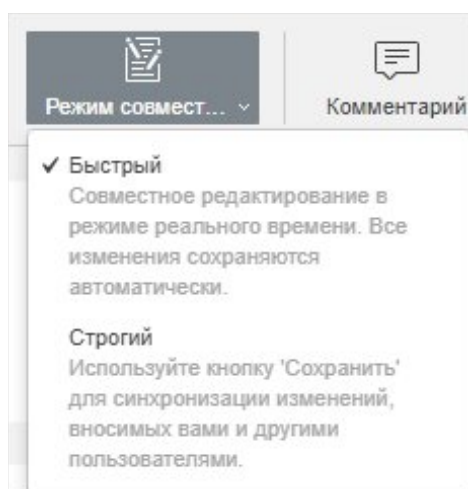 Режим совмест...
Комментарий
Быстрый
Совместное редактирование в
режиме реального времени. Все
изменения сохраняются
автоматически.
Строгий
Используйте кнопку 'Сохранить'
для синхронизации изменений,
вносимых вами и другими
пользователями.